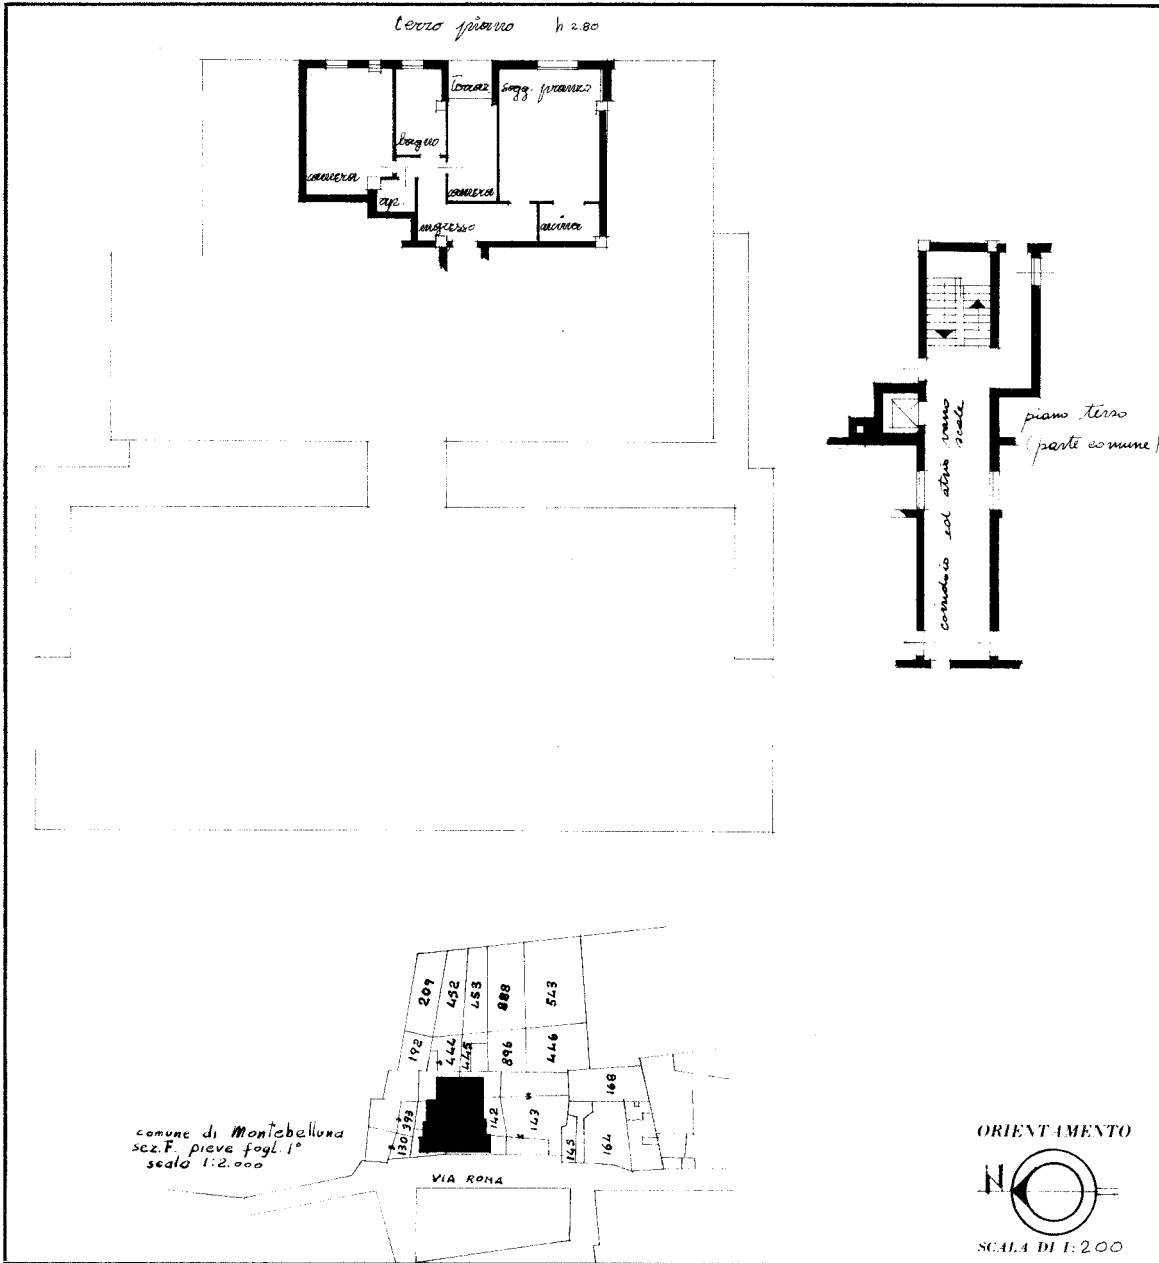 terzo piano h 2.80
Terraz.
sogg. pranzo
bagno
camera
camera
rip.
ingresso
cucina
corridoio ed atrio vano
scale
piano terra
(parte comune)
209
452
453
888
543
192
444
445
896
446
168
393
130
142
143
145
164
comune di Montebelluna
sez. F. pieve fogl. 1°
scala 1:2.000
VIA ROMA
ORIENTAMENTO
N
SCALA DI 1:200